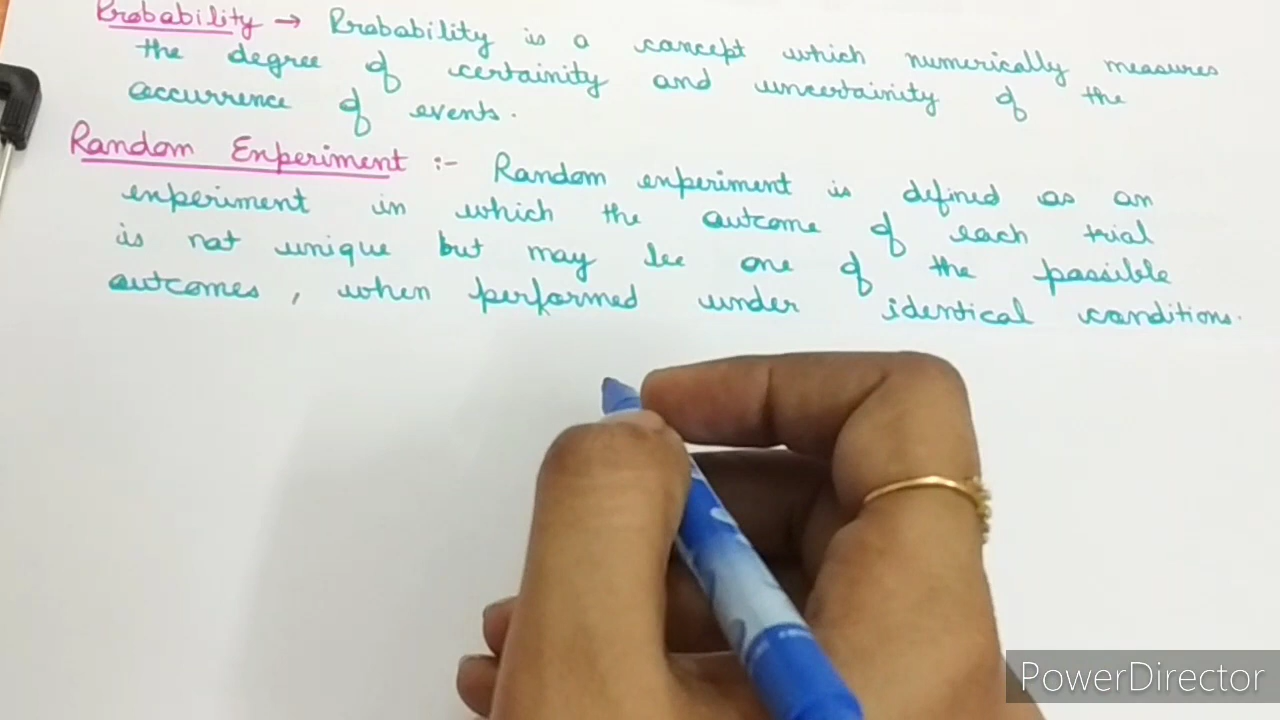 Probability → Probability is a concept which numerically measures
the degree of certainity and uncertainity of the
occurrence of events.
Random Experiment :- Random experiment is defined as an
experiment in which the outcome of each trial
is not unique but may be one of the possible
outcomes, when performed under identical conditions.
PowerDirector